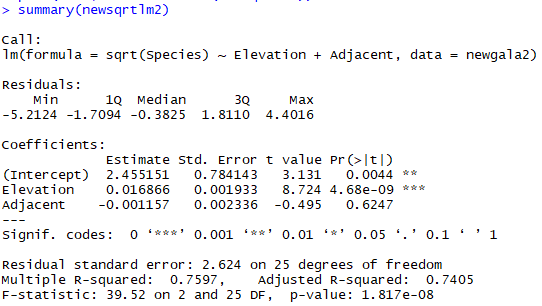 > summary(newsqrtlm2)
Call:
lm(formula = sqrt(Species) ~ Elevation + Adjacent, data = newgala2)
Residuals:
Min 1Q Median 3Q Max
-5.2124 -1.7094 -0.3825 1.8110 4.4016
Coefficients:
Estimate Std. Error t value Pr(>|t|)
(Intercept) 2.455151 0.784143 3.131 0.0044 **
Elevation 0.016866 0.001933 8.724 4.68e-09 ***
Adjacent -0.001157 0.002336 -0.495 0.6247
---
Signif. codes: 0 ‘***’ 0.001 ‘**’ 0.01 ‘*’ 0.05 ‘.’ 0.1 ‘ ’ 1
Residual standard error: 2.624 on 25 degrees of freedom
Multiple R-squared: 0.7597, Adjusted R-squared: 0.7405
F-statistic: 39.52 on 2 and 25 DF, p-value: 1.817e-08